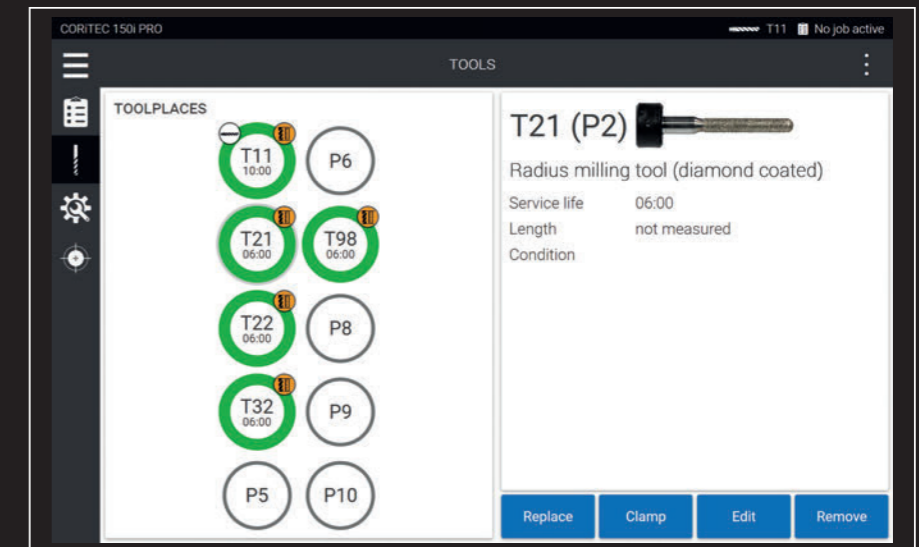 CORiTEC 150i PRO
T11 No job active
TOOLS
TOOLPLACES
T11
10:00
P6
T21
06:00
T98
06:00
T22
06:00
P8
T32
06:00
P9
P5
P10
T21 (P2)
Radius milling tool (diamond coated)
Service life 06:00
Length not measured
Condition
Replace Clamp Edit Remove